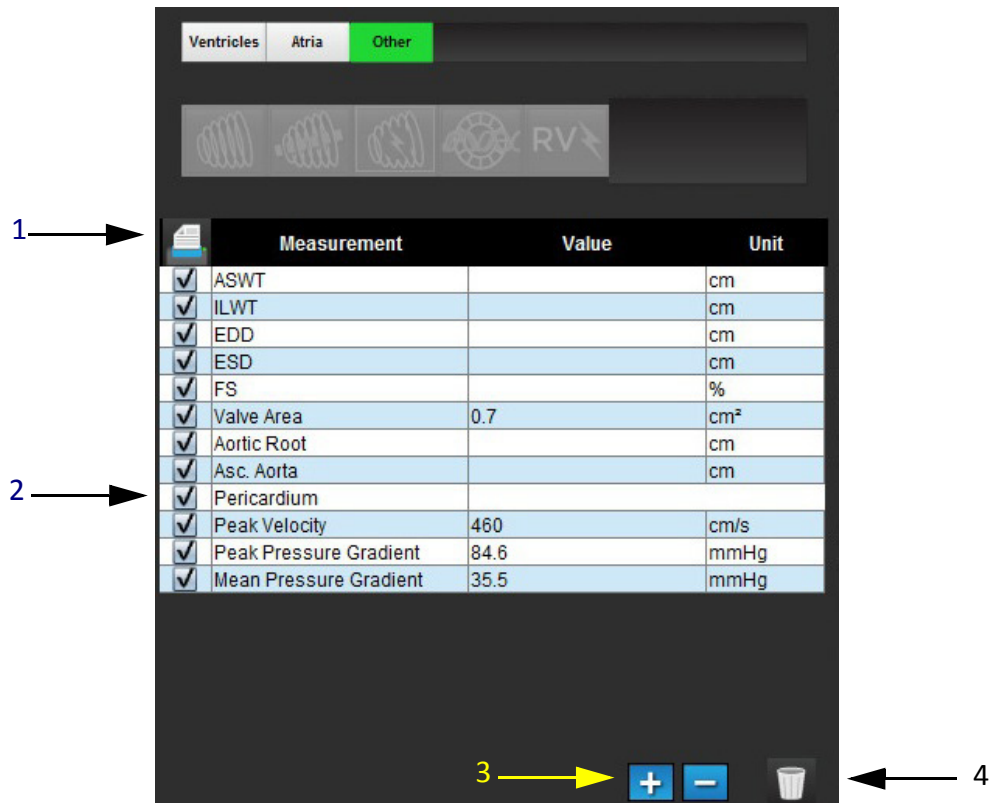 Ventricles Atria Other
RV
1
Measurement Value Unit
ASWT cm
ILWT cm
EDD cm
ESD cm
FS %
Valve Area 0.7 cm²
Aortic Root cm
Asc. Aorta cm
2 Pericardium
Peak Velocity 460 cm/s
Peak Pressure Gradient 84.6 mmHg
Mean Pressure Gradient 35.5 mmHg
3 + − 4